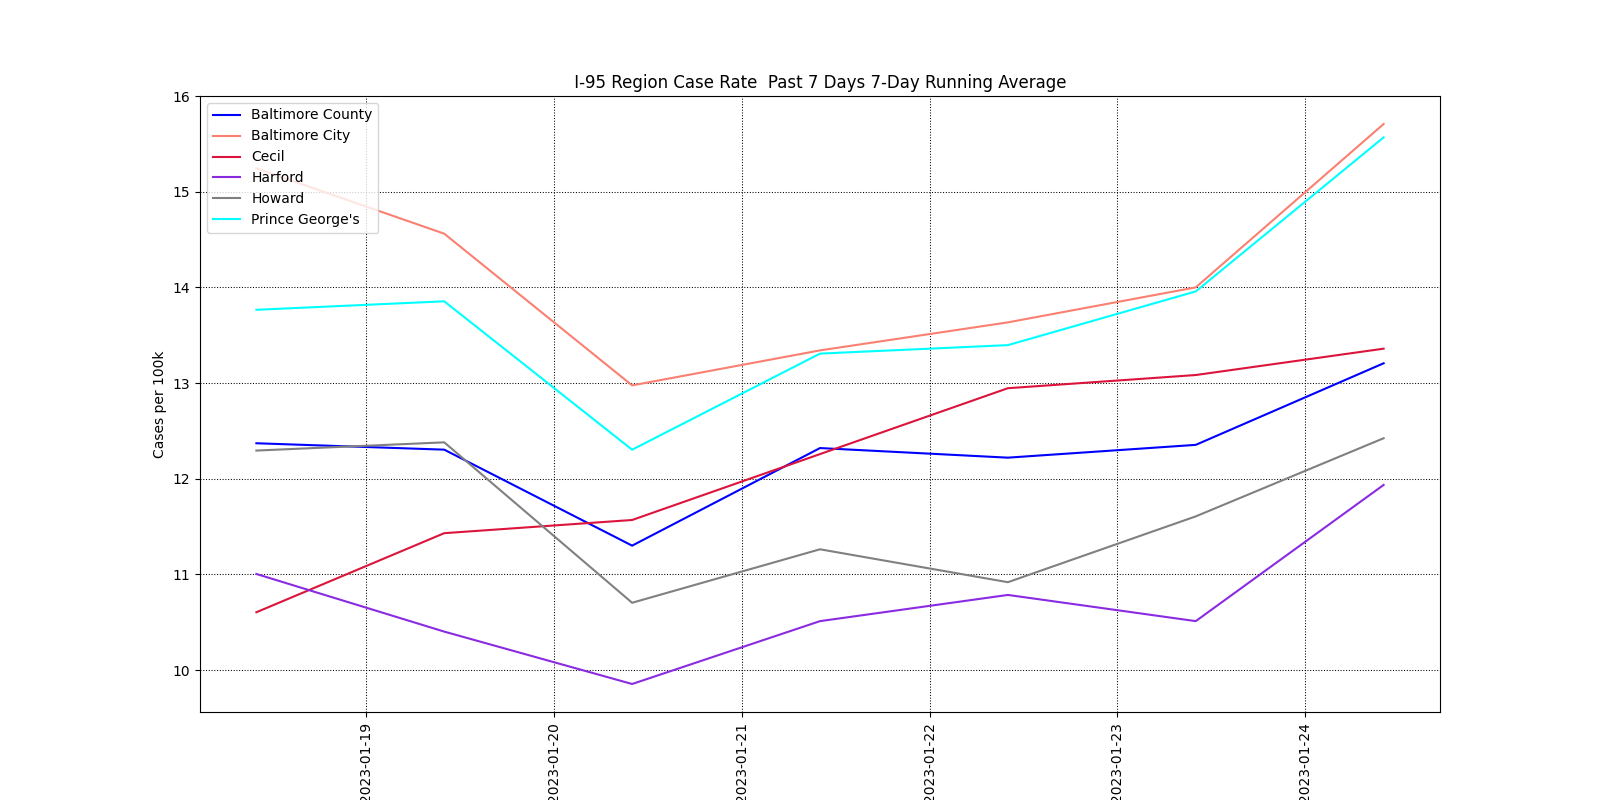 I-95 Region Case Rate  Past 7 Days 7-Day Running Average
Baltimore County
Baltimore City
Cecil
Harford
Howard
Prince George's
Cases per 100k
16
15
14
13
12
11
10
2023-01-19
2023-01-20
2023-01-21
2023-01-22
2023-01-23
2023-01-24